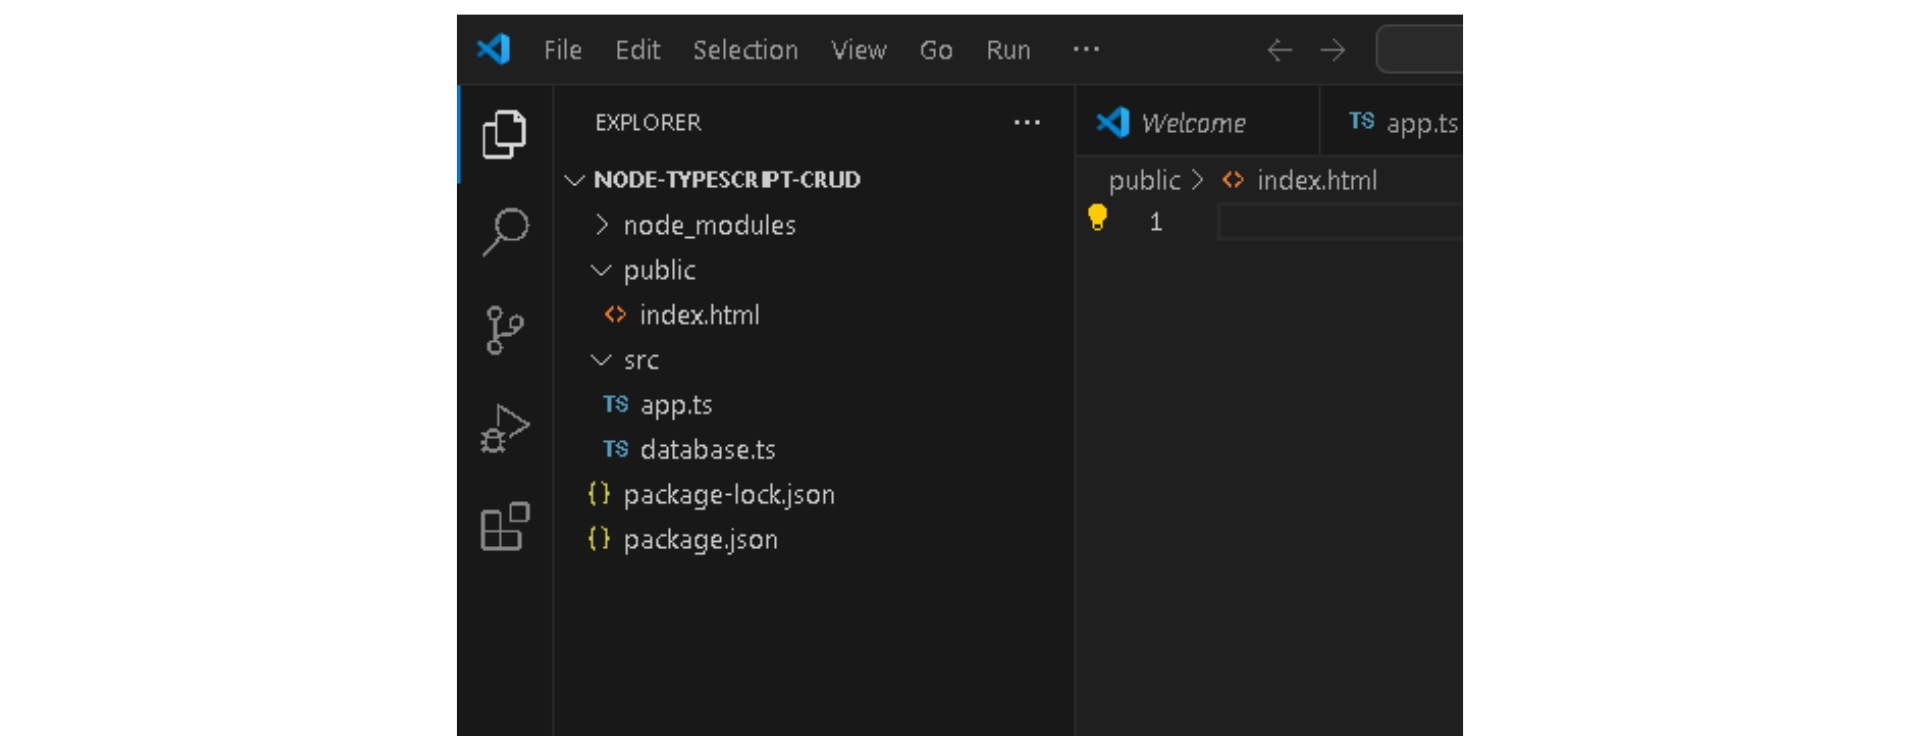 File Edit Selection View Go Run ···
EXPLORER ···
NODE-TYPESCRIPT-CRUD
node_modules
public
<> index.html
src
TS app.ts
TS database.ts
{} package-lock.json
{} package.json
Welcome TS app.ts
public > <> index.html
1